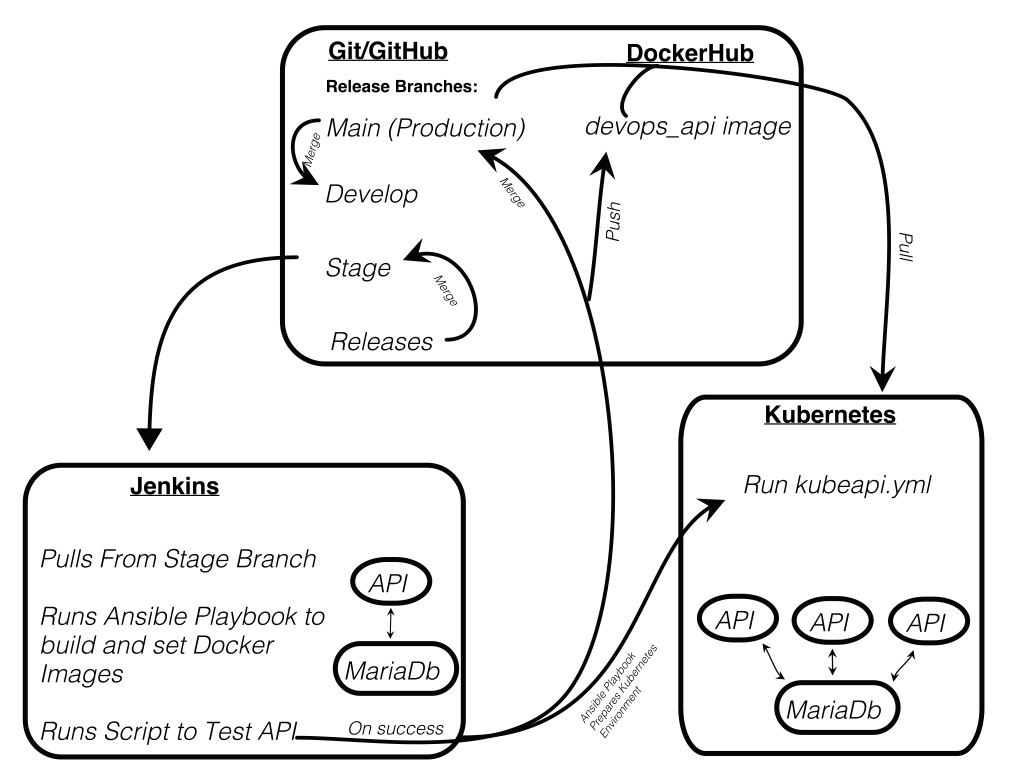 Git/GitHub
DockerHub
Release Branches:
Main (Production)
devops_api image
Merge
Develop
Merge
Push
Stage
Merge
Releases
Pull
Kubernetes
Run kubeapi.yml
API
API
API
MariaDb
Jenkins
Pulls From Stage Branch
API
Runs Ansible Playbook to
build and set Docker
Images
MariaDb
Runs Script to Test API
On success
Ansible Playbook
Prepares Kubernetes
Environment